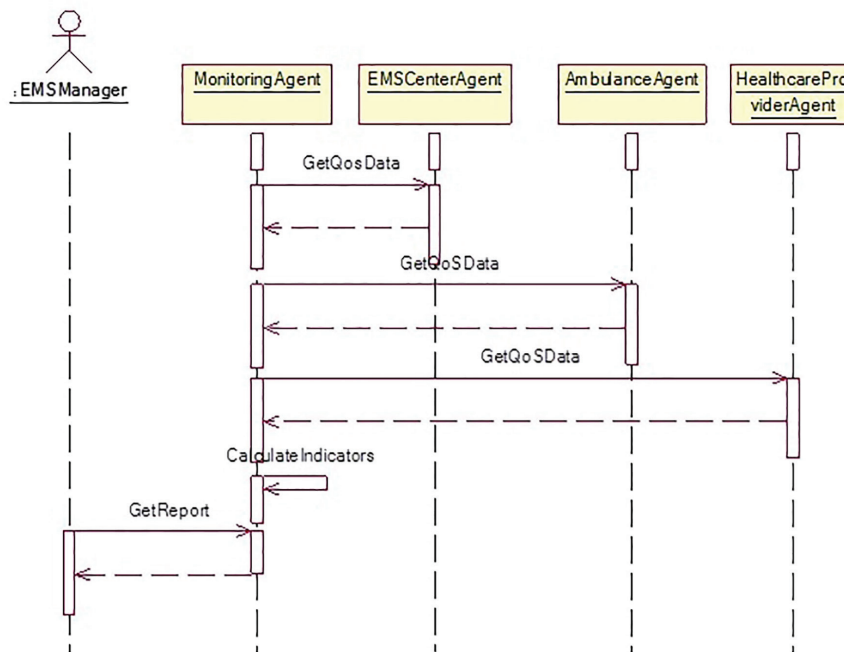 : EMSManager
MonitoringAgent
EMSCenterAgent
AmbulanceAgent
HealthcarePro
viderAgent
GetQosData
GetQoSData
GetQoSData
CalculateIndicators
GetReport